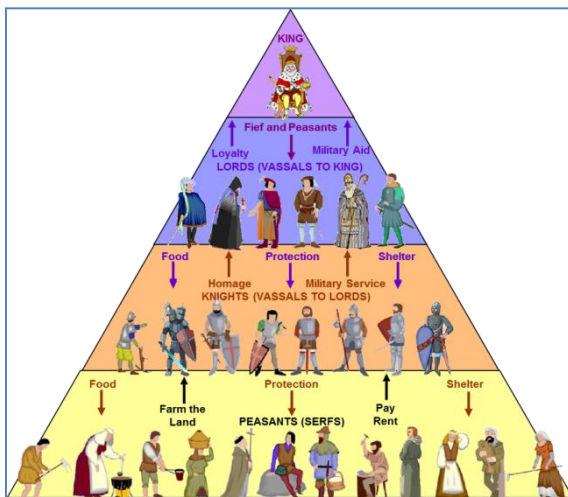 KING
Fief and Peasants
Loyalty
Military Aid
LORDS (VASSALS TO KING)
Food
Protection
Shelter
Homage
Military Service
KNIGHTS (VASSALS TO LORDS)
Food
Protection
Shelter
Farm the
Land
Pay
Rent
PEASANTS (SERFS)